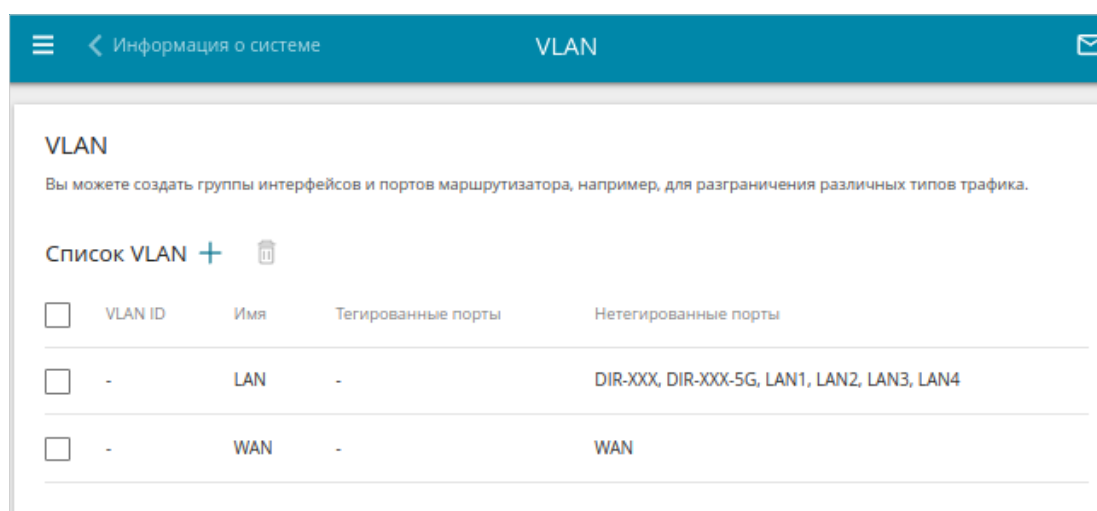 Информация о системе VLAN
VLAN
Вы можете создать группы интерфейсов и портов маршрутизатора, например, для разграничения различных типов трафика.
Список VLAN
VLAN ID Имя Тегированные порты Нетегированные порты
- LAN - DIR-XXX, DIR-XXX-5G, LAN1, LAN2, LAN3, LAN4
- WAN - WAN